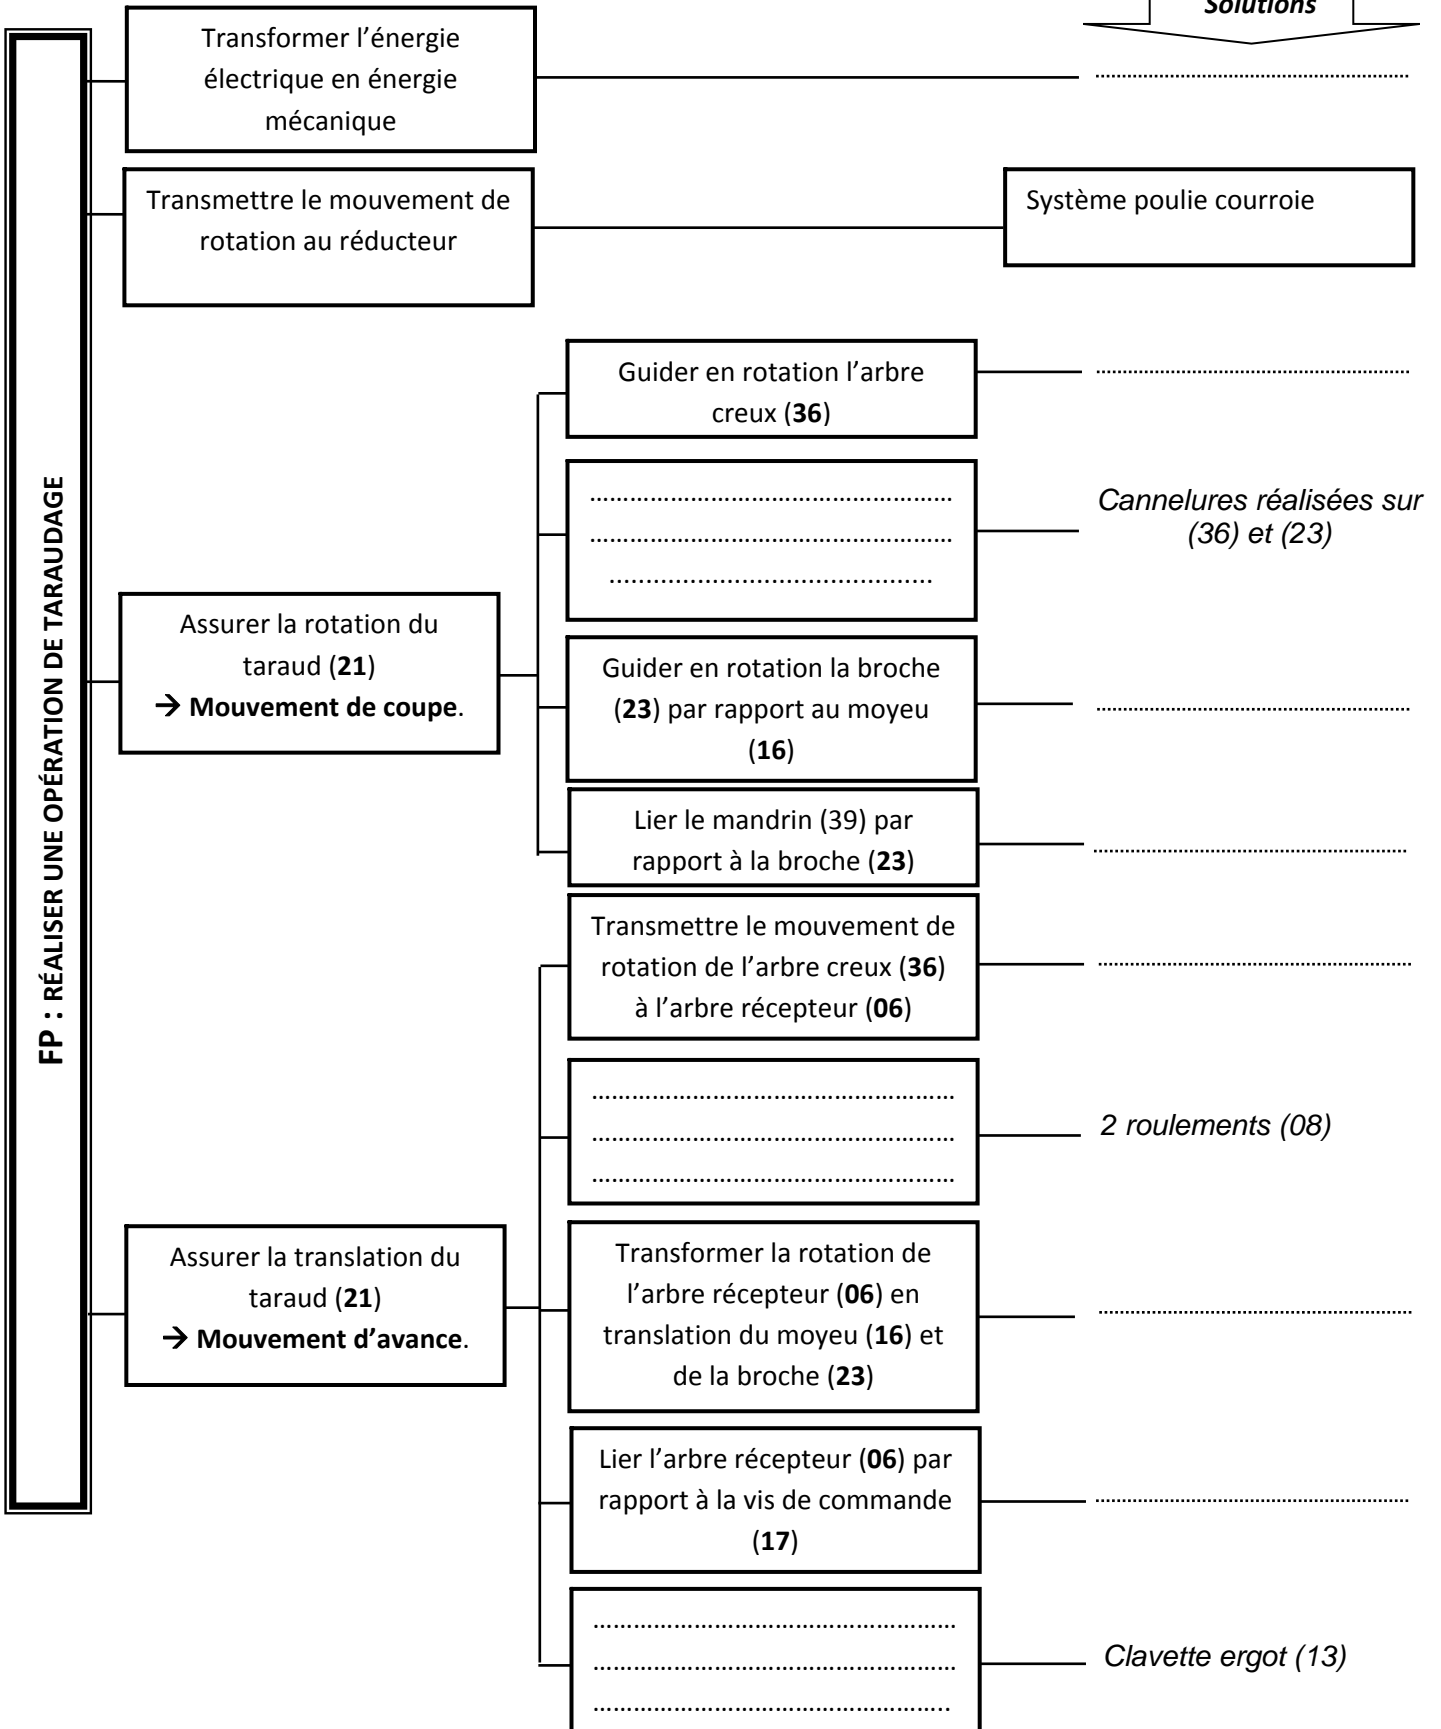 Solutions
Transformer l’énergie
électrique en énergie
mécanique
................................................
Transmettre le mouvement de
rotation au réducteur
Système poulie courroie
FP : RÉALISER UNE OPÉRATION DE TARAUDAGE
Assurer la rotation du
taraud (21)
→ Mouvement de coupe.
Guider en rotation l’arbre
creux (36)
................................................
................................................
................................................
............................................
Cannelures réalisées sur
(36) et (23)
Guider en rotation la broche
(23) par rapport au moyeu
(16)
................................................
Lier le mandrin (39) par
rapport à la broche (23)
................................................
Assurer la translation du
taraud (21)
→ Mouvement d’avance.
Transmettre le mouvement de
rotation de l’arbre creux (36)
à l’arbre récepteur (06)
................................................
................................................
................................................
................................................
2 roulements (08)
Transformer la rotation de
l’arbre récepteur (06) en
translation du moyeu (16) et
de la broche (23)
................................................
Lier l’arbre récepteur (06) par
rapport à la vis de commande
(17)
................................................
................................................
................................................
................................................
Clavette ergot (13)